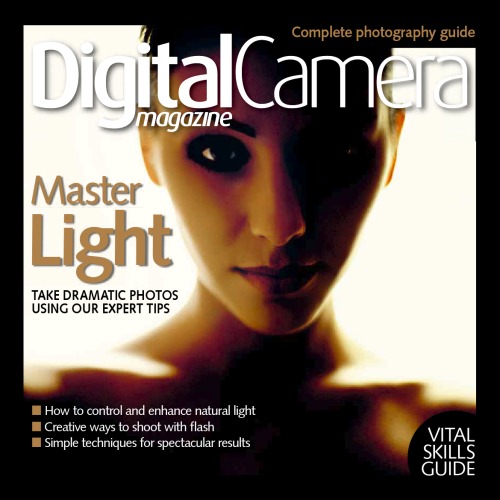 Complete photography guide
DigitalCamera
magazine
Master
Light
TAKE DRAMATIC PHOTOS
USING OUR EXPERT TIPS
How to control and enhance natural light
Creative ways to shoot with flash
Simple techniques for spectacular results
VITAL
SKILLS
GUIDE